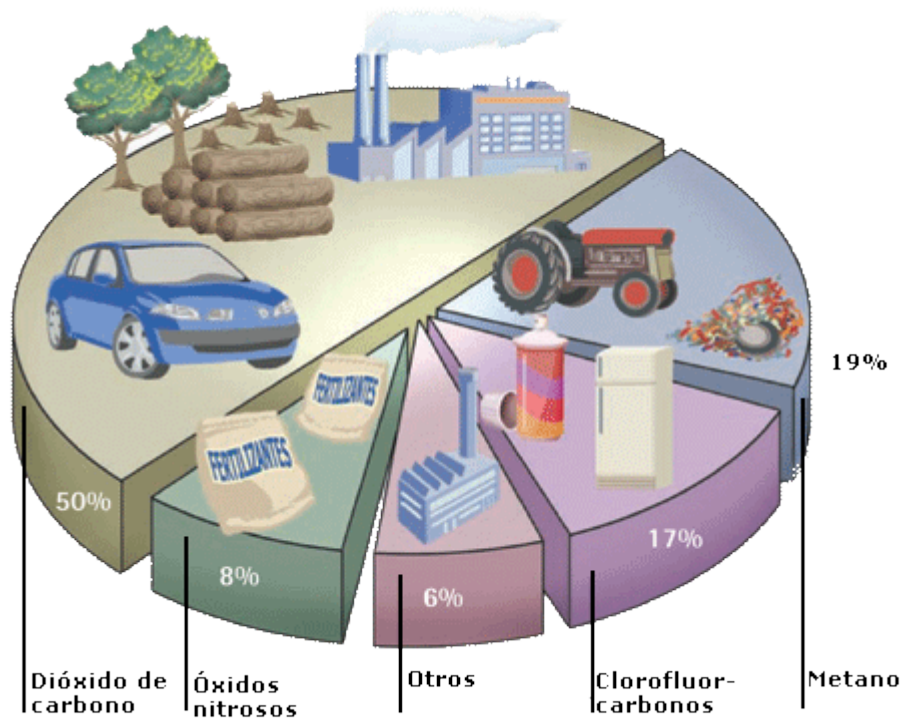 FERTILIZANTES
FERTILIZANTES
19%
50%
17%
8%
6%
Dióxido de
carbono
Óxidos
nitrosos
Otros
Clorofluor-
carbonos
Metano